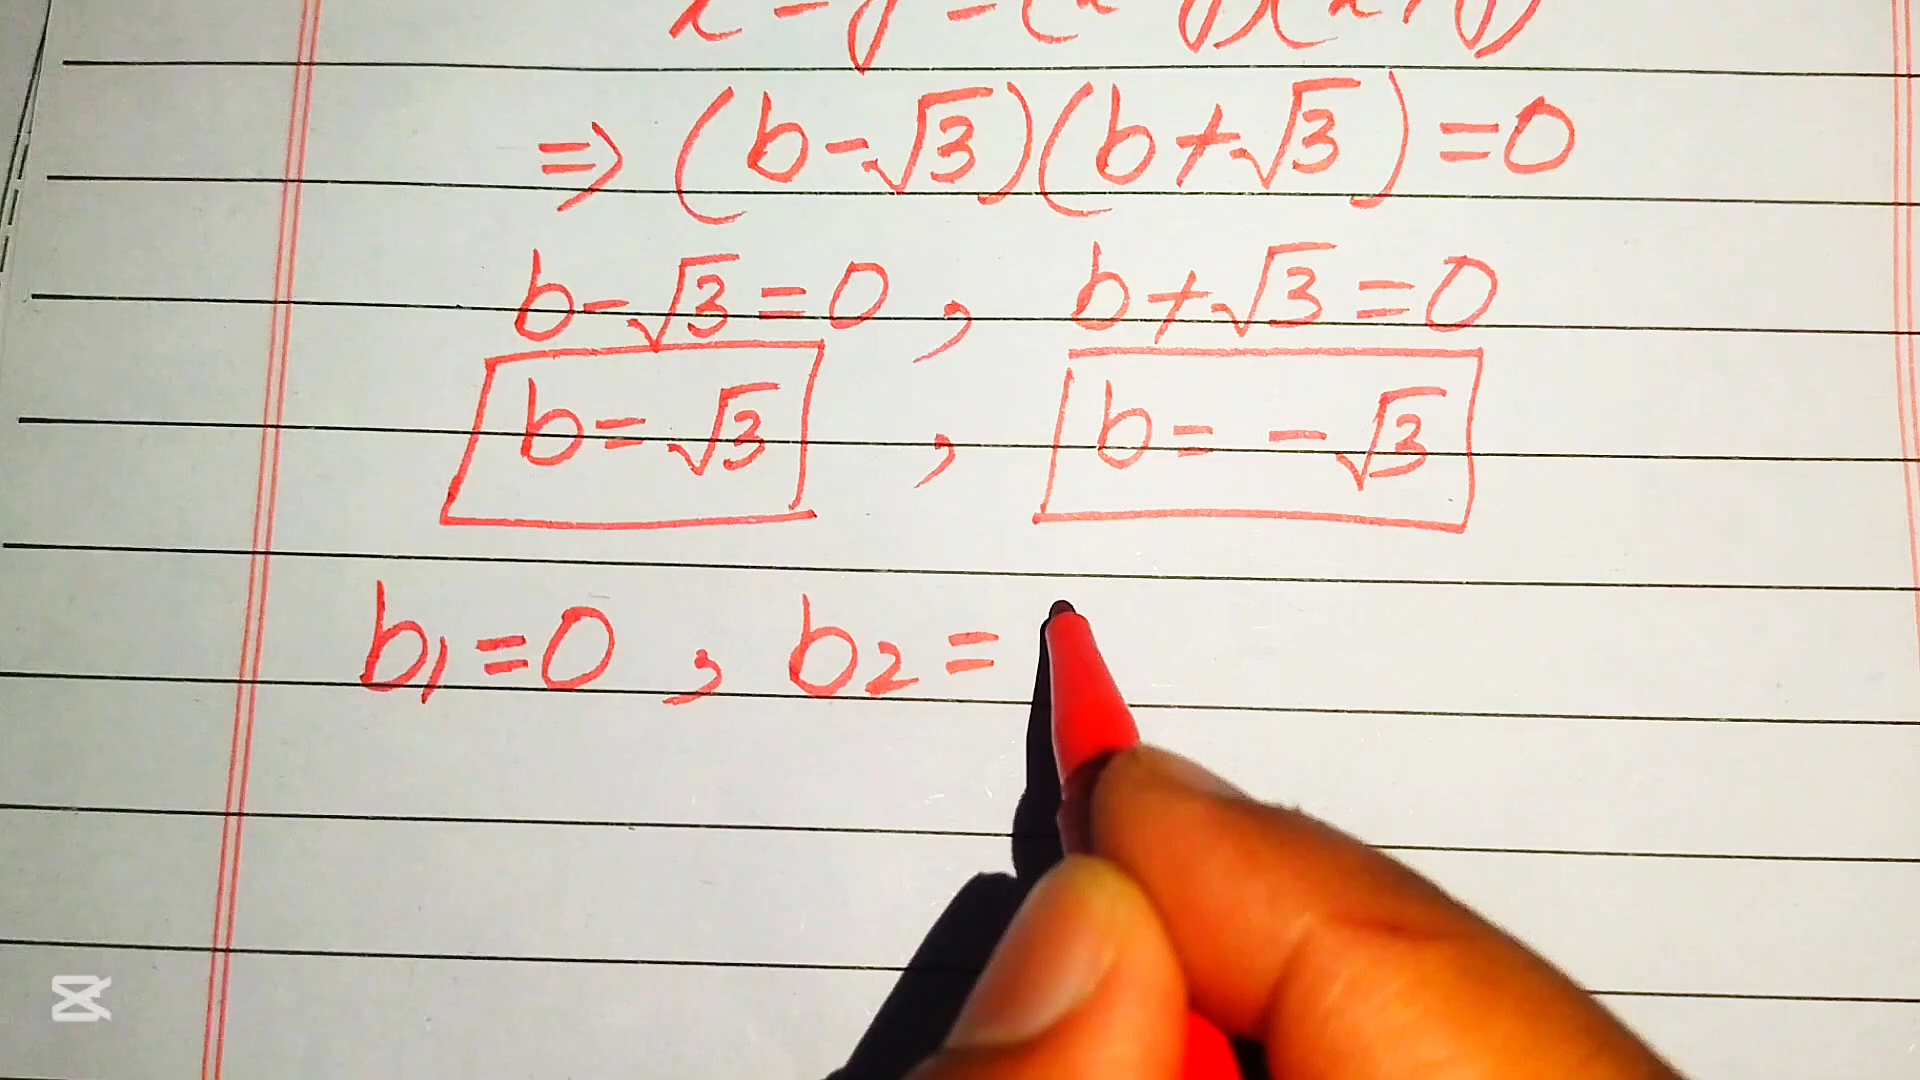 x - y = (x-y)(x+y)
⇒ (b-√3)(b+√3)=0
b-√3=0 , b+√3=0
b=√3 , b= -√3
b₁=0 , b₂=